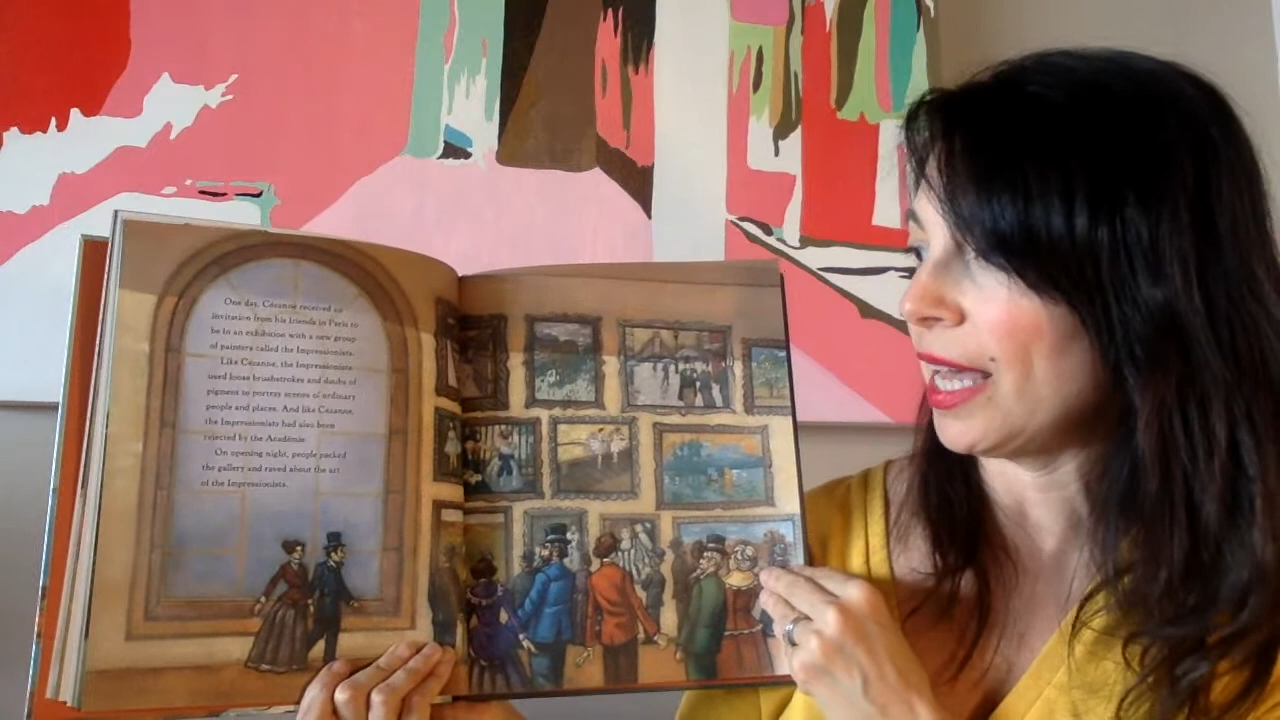 One day, Cézanne received an
invitation from his friends in Paris to
be in an exhibition with a new group
of painters called the Impressionists.
Like Cézanne, the Impressionists
used loose brushstrokes and daubs of
pigment to portray scenes of ordinary
people and places. And like Cézanne,
the Impressionists had also been
rejected by the Académie.
On opening night, people packed
the gallery and raved about the art
of the Impressionists.